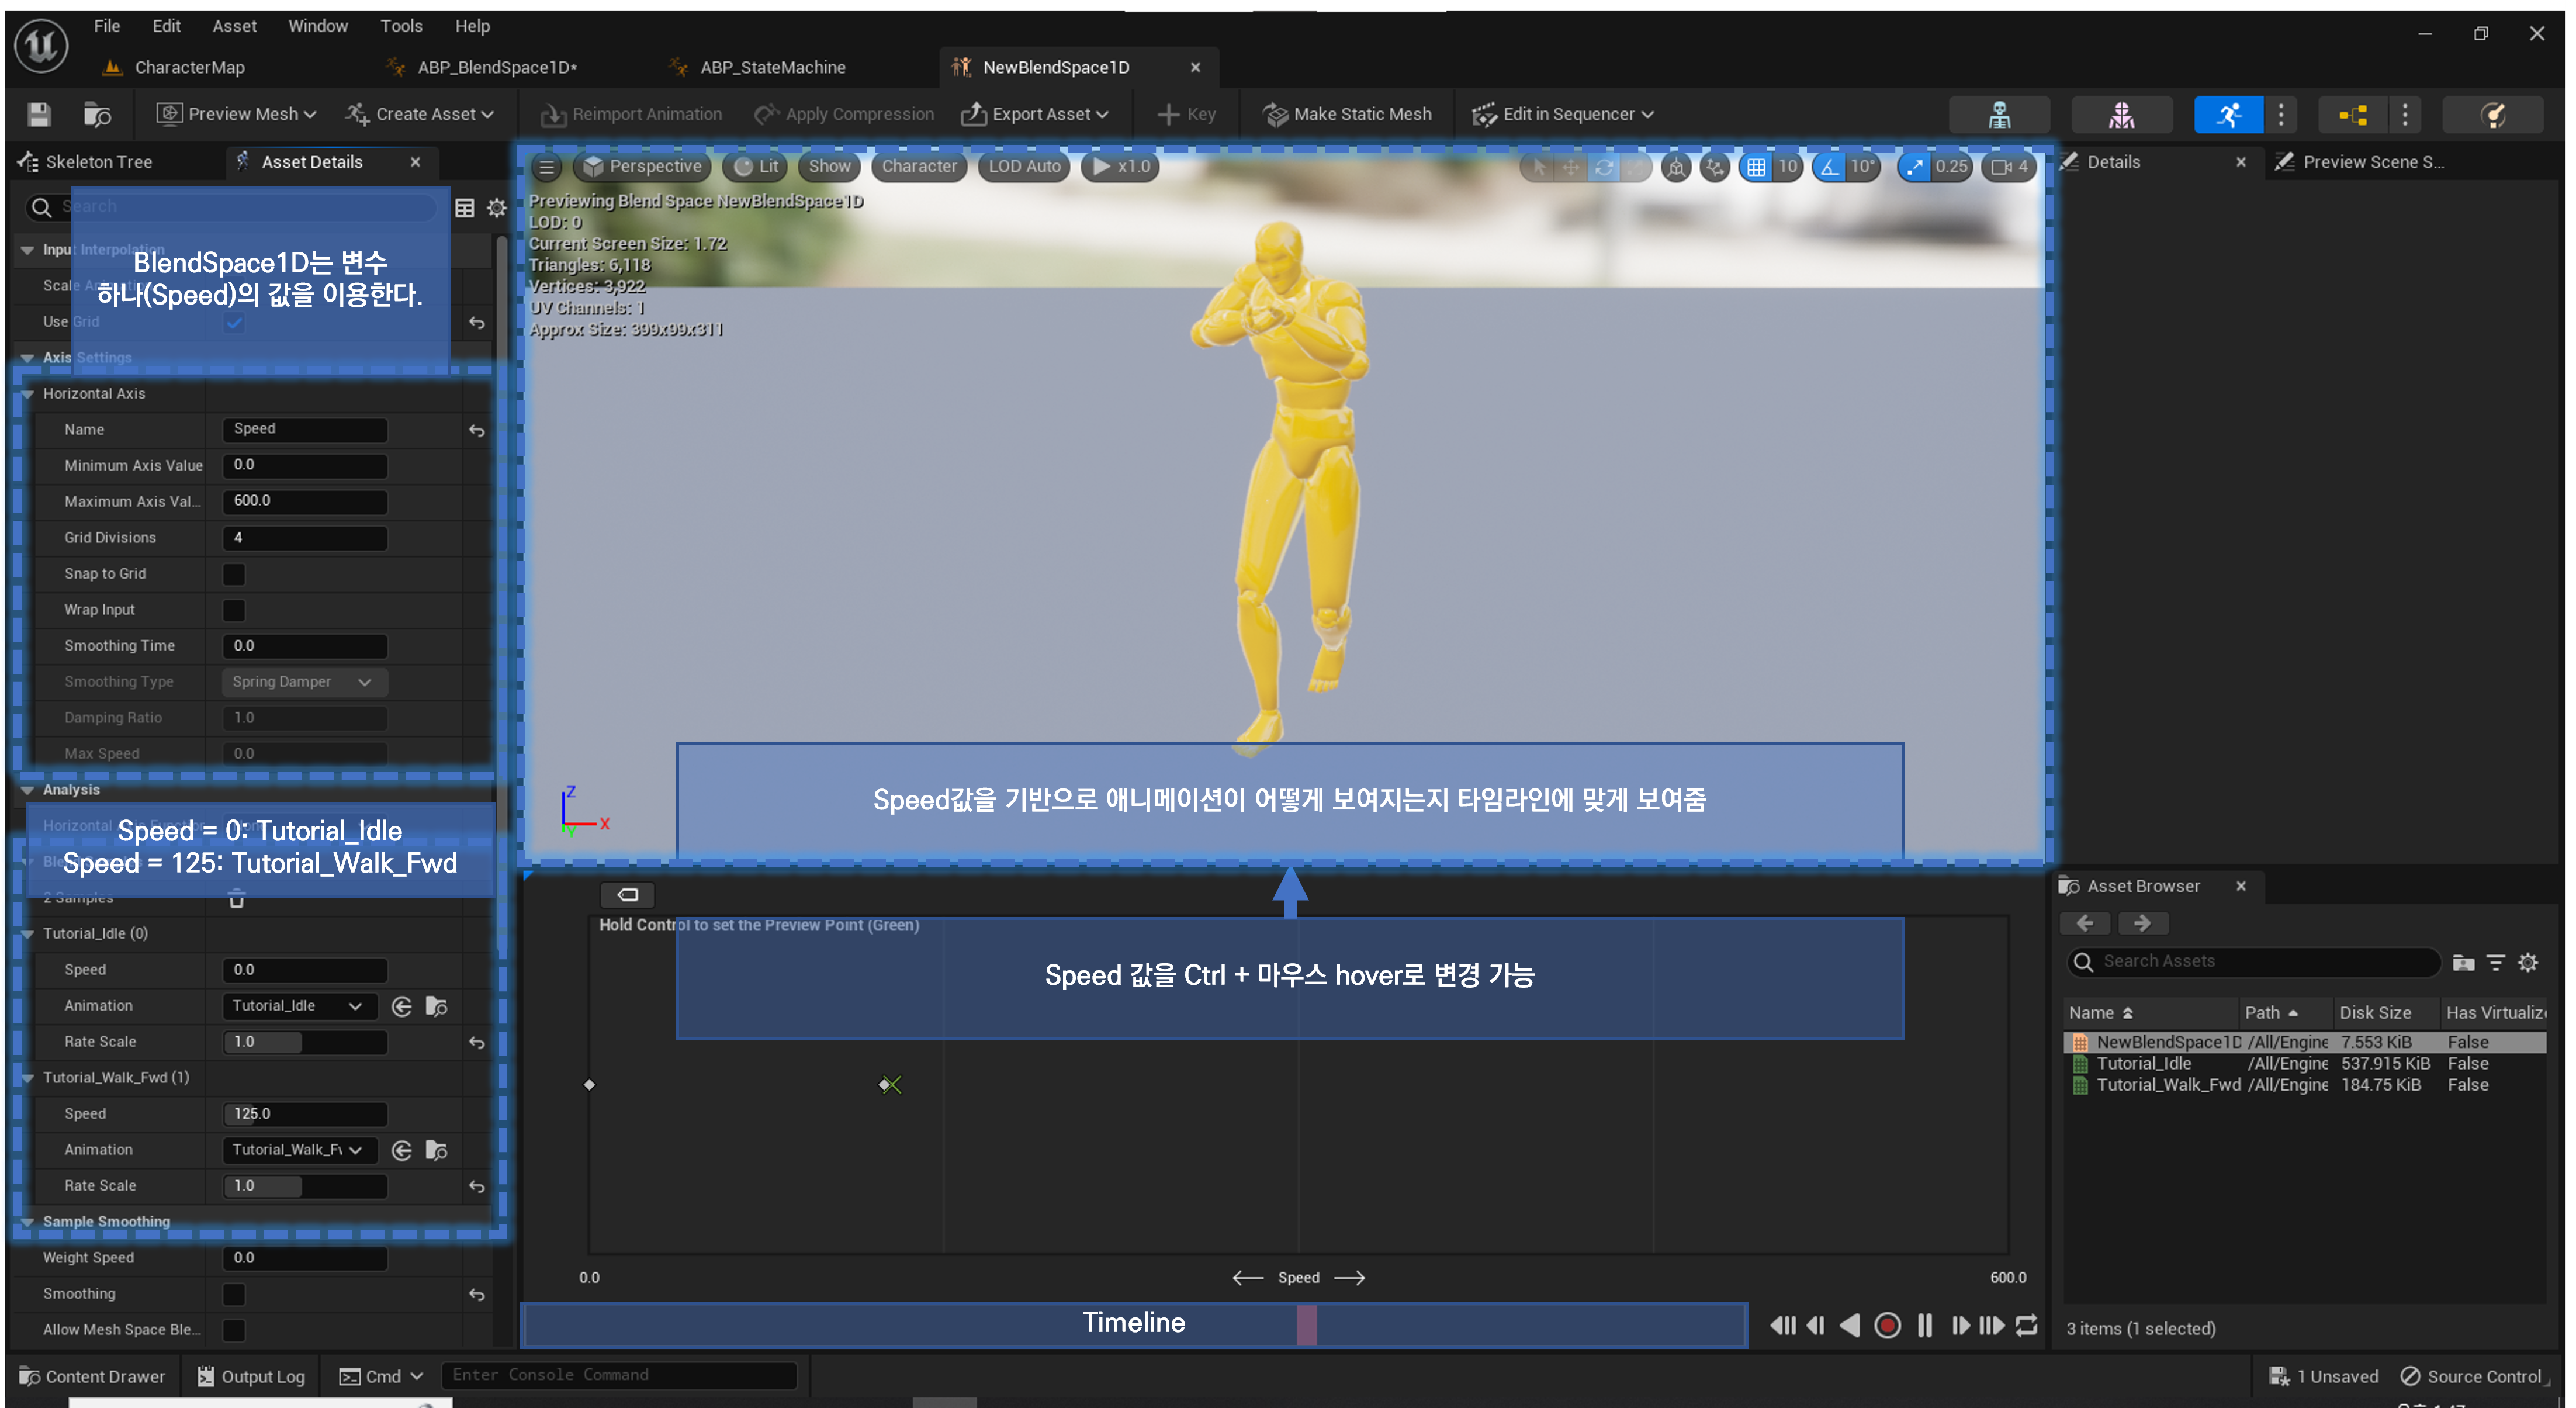 File Edit Asset Window Tools Help
CharacterMap ABP_BlendSpace1D* ABP_StateMachine NewBlendSpace1D
Preview Mesh Create Asset Reimport Animation Apply Compression Export Asset Key Make Static Mesh Edit in Sequencer
Skeleton Tree Asset Details
Search
Input Interpolation
BlendSpace1D는 변수
하나(Speed)의 값을 이용한다.
Use Grid
Axis Settings
Horizontal Axis
Name Speed
Minimum Axis Value 0.0
Maximum Axis Val... 600.0
Grid Divisions 4
Snap to Grid
Wrap Input
Smoothing Time 0.0
Smoothing Type Spring Damper
Damping Ratio 1.0
Max Speed 0.0
Analysis
Speed = 0: Tutorial_Idle
Speed = 125: Tutorial_Walk_Fwd
2 Samples
Tutorial_Idle (0)
Speed 0.0
Animation Tutorial_Idle
Rate Scale 1.0
Tutorial_Walk_Fwd (1)
Speed 125.0
Animation Tutorial_Walk_Fv
Rate Scale 1.0
Sample Smoothing
Weight Speed 0.0
Smoothing
Allow Mesh Space Ble...
Perspective Lit Show Character LOD Auto x1.0 10 10° 0.25 4
Previewing Blend Space NewBlendSpace1D
LOD: 0
Current Screen Size: 1.72
Triangles: 6,118
Vertices: 3,922
UV Channels: 1
Approx Size: 399x99x311
Z
X
Y
Speed값을 기반으로 애니메이션이 어떻게 보여지는지 타임라인에 맞게 보여줌
Hold Control to set the Preview Point (Green)
Speed 값을 Ctrl + 마우스 hover로 변경 가능
0.0 Speed 600.0
Timeline
Details Preview Scene S...
Asset Browser
Search Assets
Name Path Disk Size Has Virtualiz
NewBlendSpace1D /All/Engine 7.553 KiB False
Tutorial_Idle /All/Engine 537.915 KiB False
Tutorial_Walk_Fwd /All/Engine 184.75 KiB False
3 items (1 selected)
Content Drawer Output Log Cmd Enter Console Command 1 Unsaved Source Control